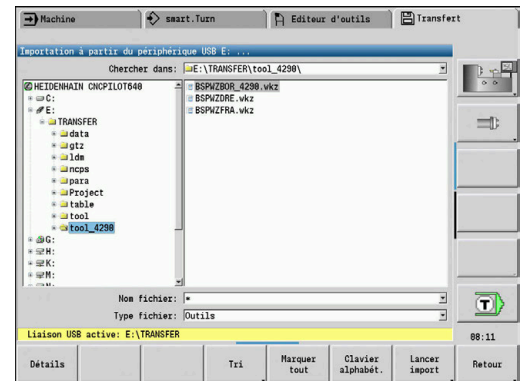 Machine
smart.Turn
Editeur d'outils
Transfert
Importation à partir du périphérique USB E: ...
Chercher dans: E:\TRANSFER\tool_4290\
HEIDENHAIN CNCPILOT640
C:
E:
TRANSFER
data
gtz
ldm
ncps
para
Project
table
tool
tool_4290
G:
H:
K:
M:
BSPWZBOR_4290.vkz
BSPWZDRE.vkz
BSPWZFRA.vkz
Nom fichier: *
Type fichier: Outils
Liaison USB active: E:\TRANSFER
T
08:11
Détails
Tri
Marquer tout
Clavier alphabét.
Lancer import
Retour